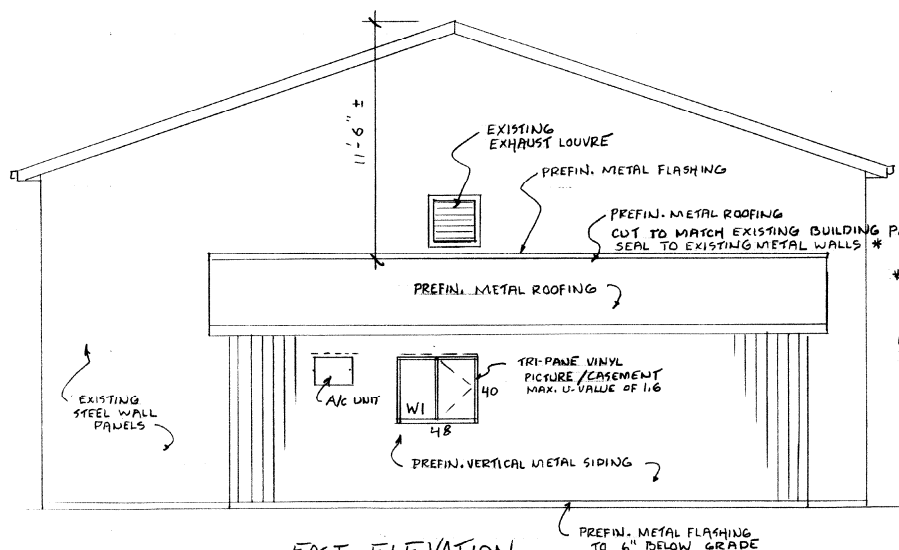 11'-6" ±
EXISTING
EXHAUST LOUVRE
PREFIN. METAL FLASHING
PREFIN. METAL ROOFING
CUT TO MATCH EXISTING BUILDING
SEAL TO EXISTING METAL WALLS *
*
PREFIN. METAL ROOFING
TRI-PANE VINYL
PICTURE/CASEMENT
MAX. U-VALUE OF 1.6
A/C UNIT
W1
40
48
EXISTING
STEEL WALL
PANELS
PREFIN. VERTICAL METAL SIDING
PREFIN. METAL FLASHING
TO 6" BELOW GRADE
EAST ELEVATION